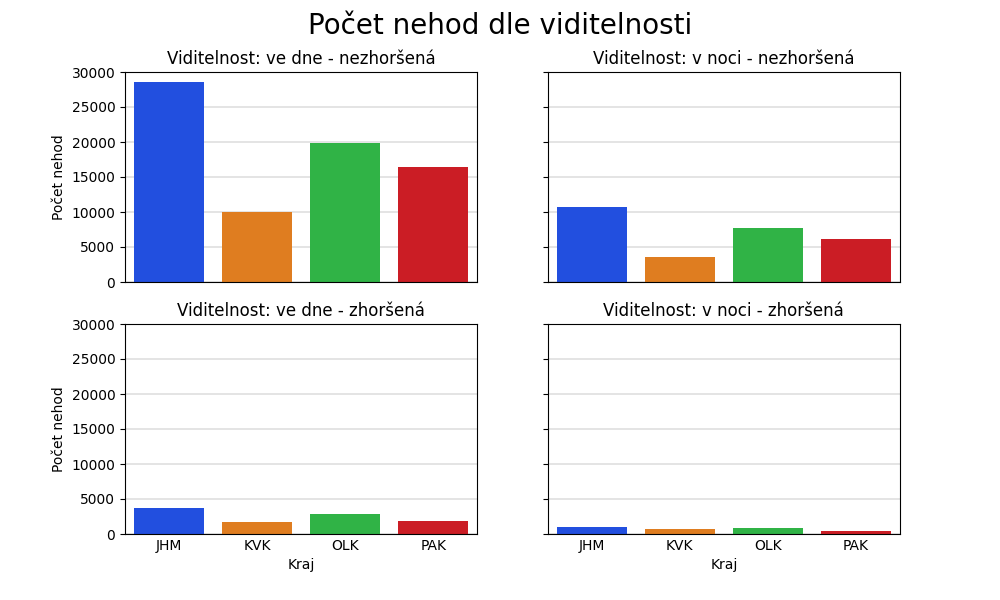 Počet nehod dle viditelnosti
Viditelnost: ve dne - nezhoršená
30000
25000
20000
15000
10000
5000
0
Počet nehod
Viditelnost: v noci - nezhoršená
Viditelnost: ve dne - zhoršená
30000
25000
20000
15000
10000
5000
0
Počet nehod
JHM KVK OLK PAK
Kraj
Viditelnost: v noci - zhoršená
JHM KVK OLK PAK
Kraj